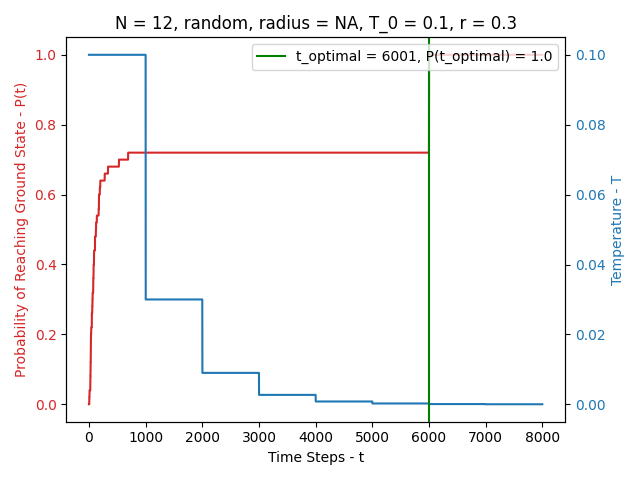 N = 12, random, radius = NA, T_0 = 0.1, r = 0.3
t_optimal = 6001, P(t_optimal) = 1.0
Probability of Reaching Ground State - P(t)
1.0
0.8
0.6
0.4
0.2
0.0
0.10
0.08
0.06
0.04
0.02
0.00
Temperature - T
0 1000 2000 3000 4000 5000 6000 7000 8000
Time Steps - t